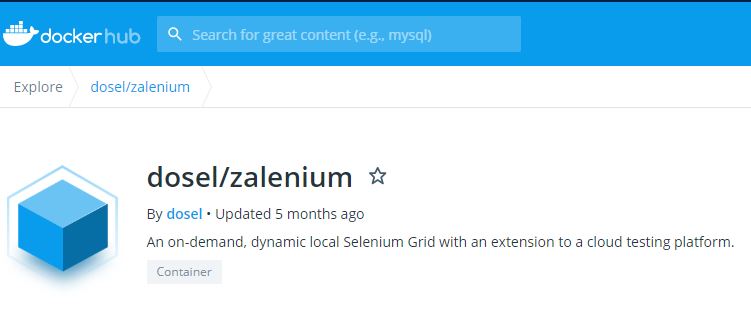 dockerhub
Search for great content (e.g., mysql)
Explore
dosel/zalenium
dosel/zalenium
By dosel • Updated 5 months ago
An on-demand, dynamic local Selenium Grid with an extension to a cloud testing platform.
Container